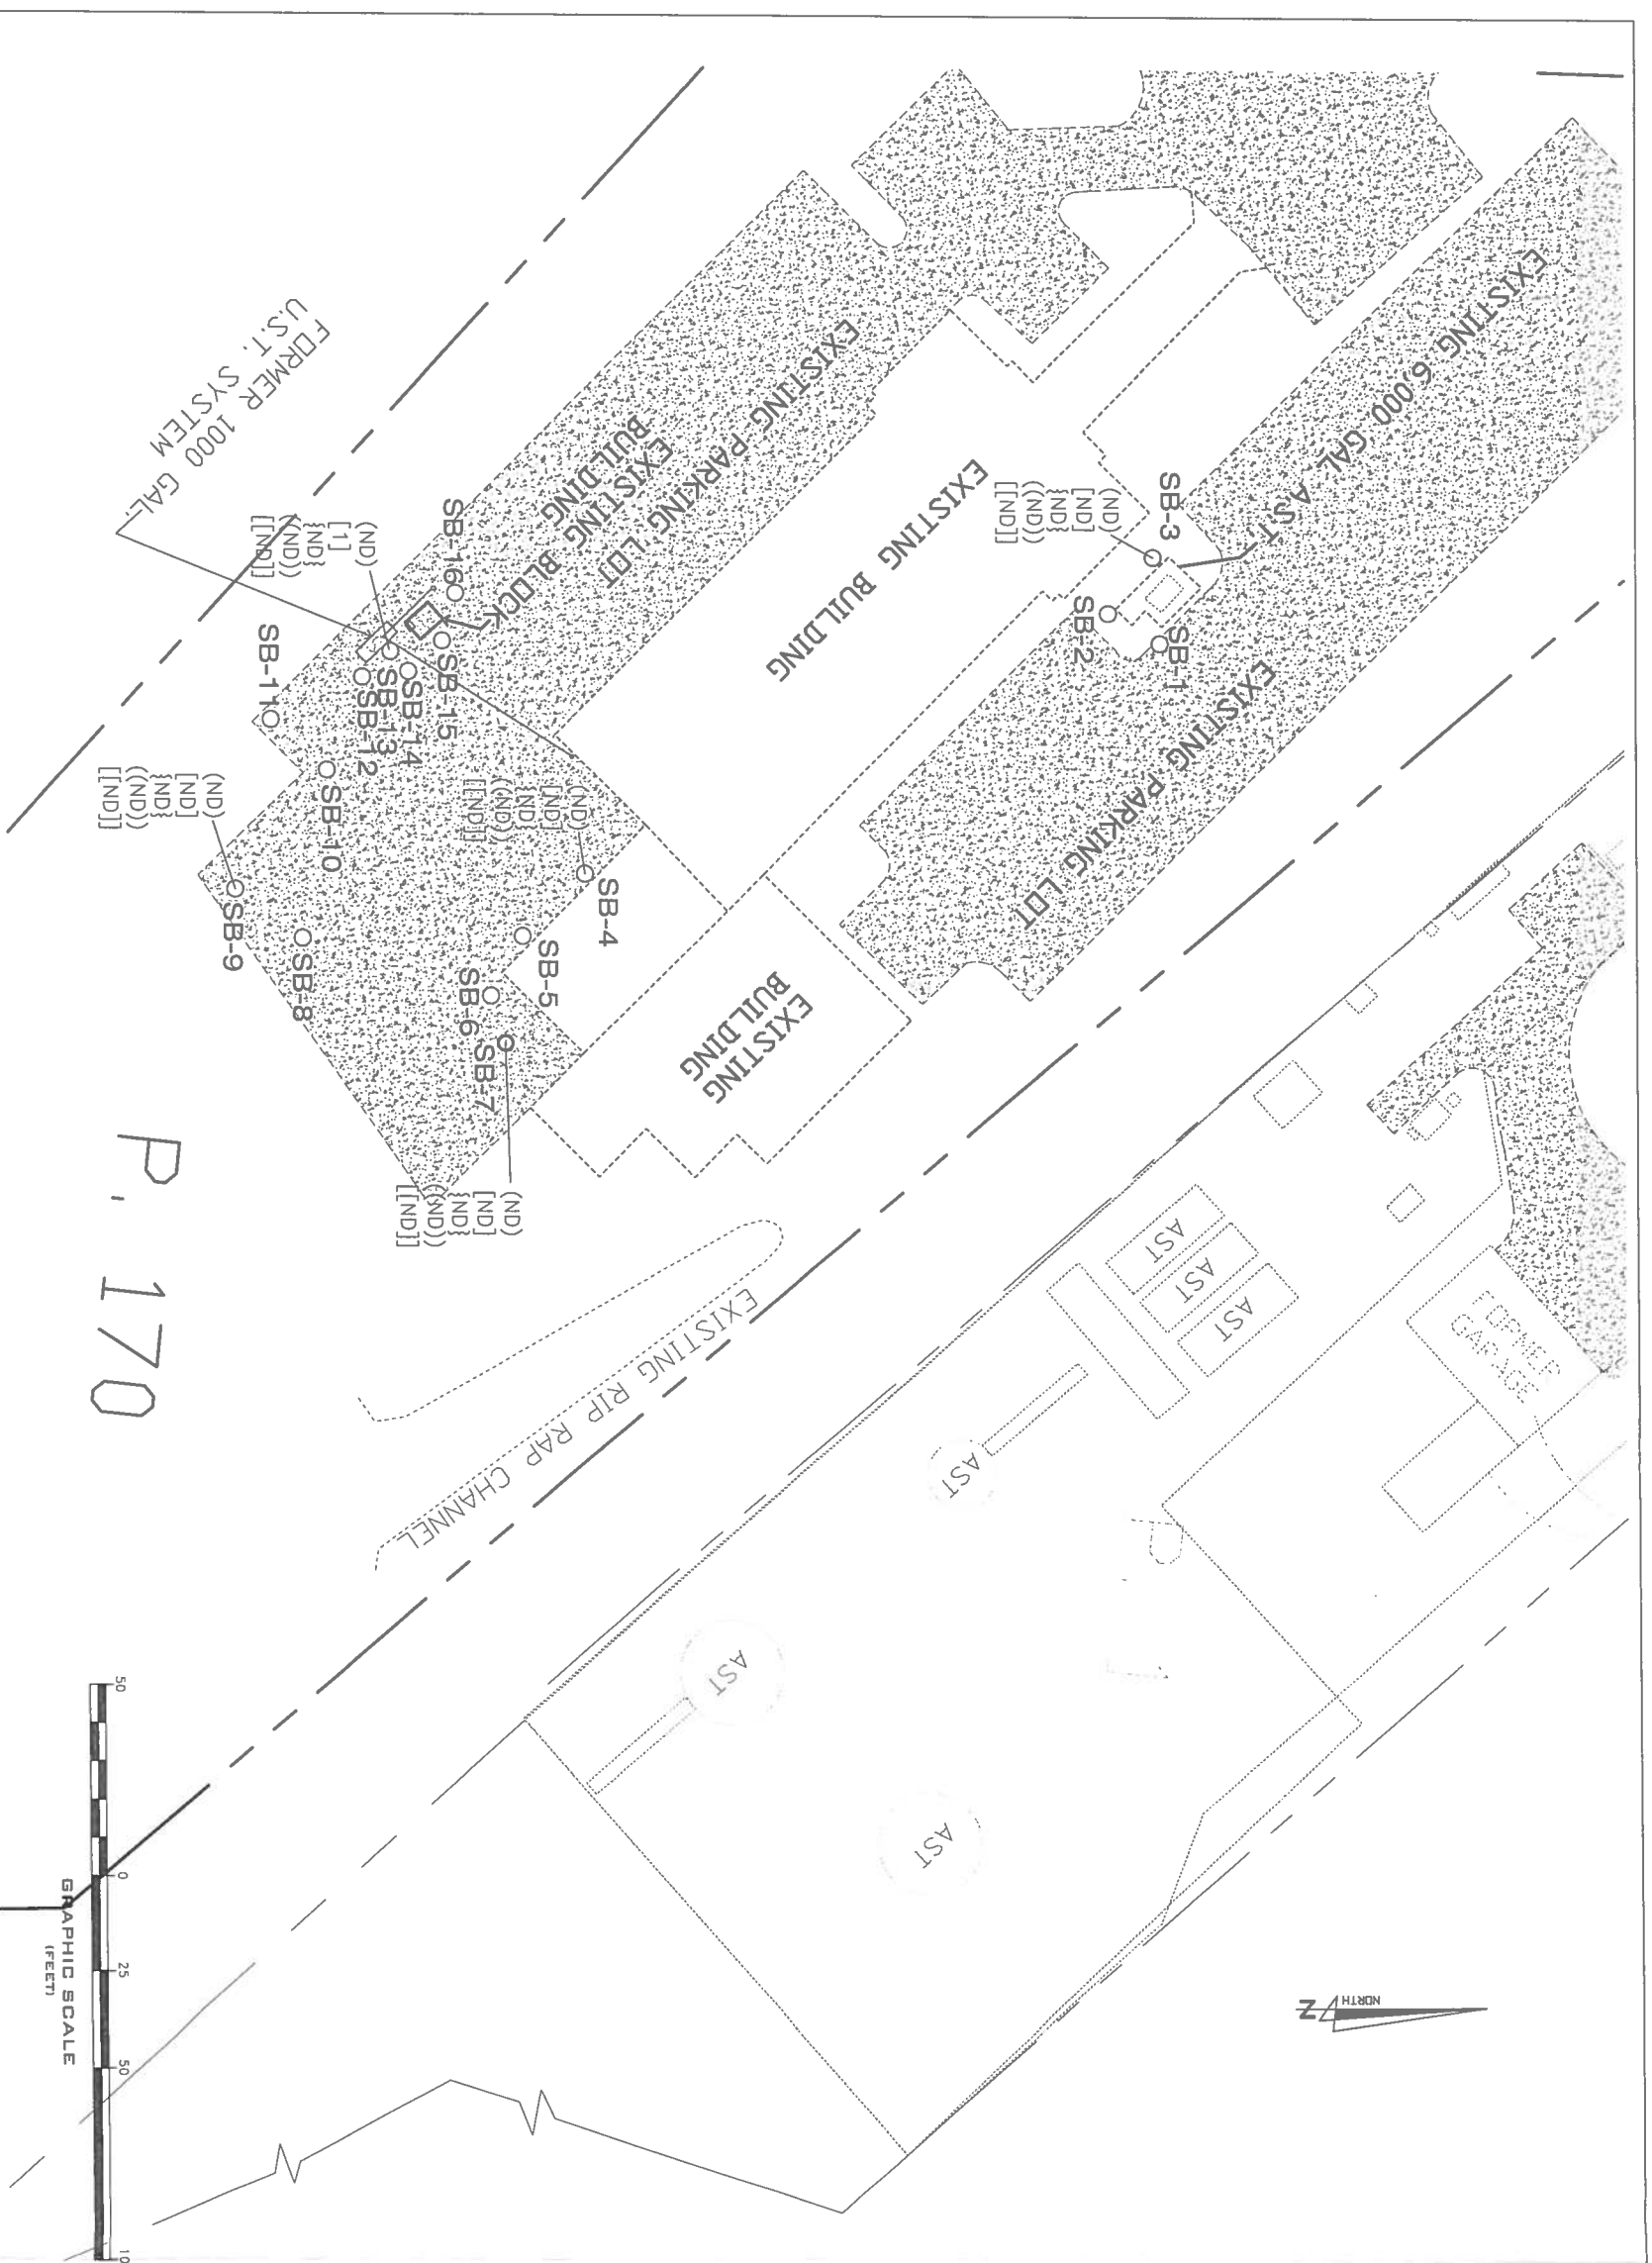 EXISTING 6,000 GAL A.S.T.
SB-3
(ND)
[ND]
{ND}
((ND))
[[ND]]
SB-2
SB-1
EXISTING PARKING LOT
EXISTING BUILDING
EXISTING PARKING LOT
EXISTING BLOCK
BUILDING
SB-16
SB-15
SB-14
SB-13
SB-12
(ND)
[1]
{ND}
((ND))
[[ND]]
FORMER 1000 GAL.
U.S.T. SYSTEM
SB-11
SB-10
(ND)
[ND]
{ND}
((ND))
[[ND]]
SB-9
SB-8
(ND)
[ND]
{ND}
((ND))
[[ND]]
SB-4
SB-5
SB-6
SB-7
(ND)
[ND]
{ND}
((ND))
[[ND]]
EXISTING
BUILDING
EXISTING RIP RAP CHANNEL
AST
AST
AST
AST
AST
AST
FORMER
GARAGE
NORTH
N
P. 170
50
0
25
50
10
GRAPHIC SCALE
(FEET)